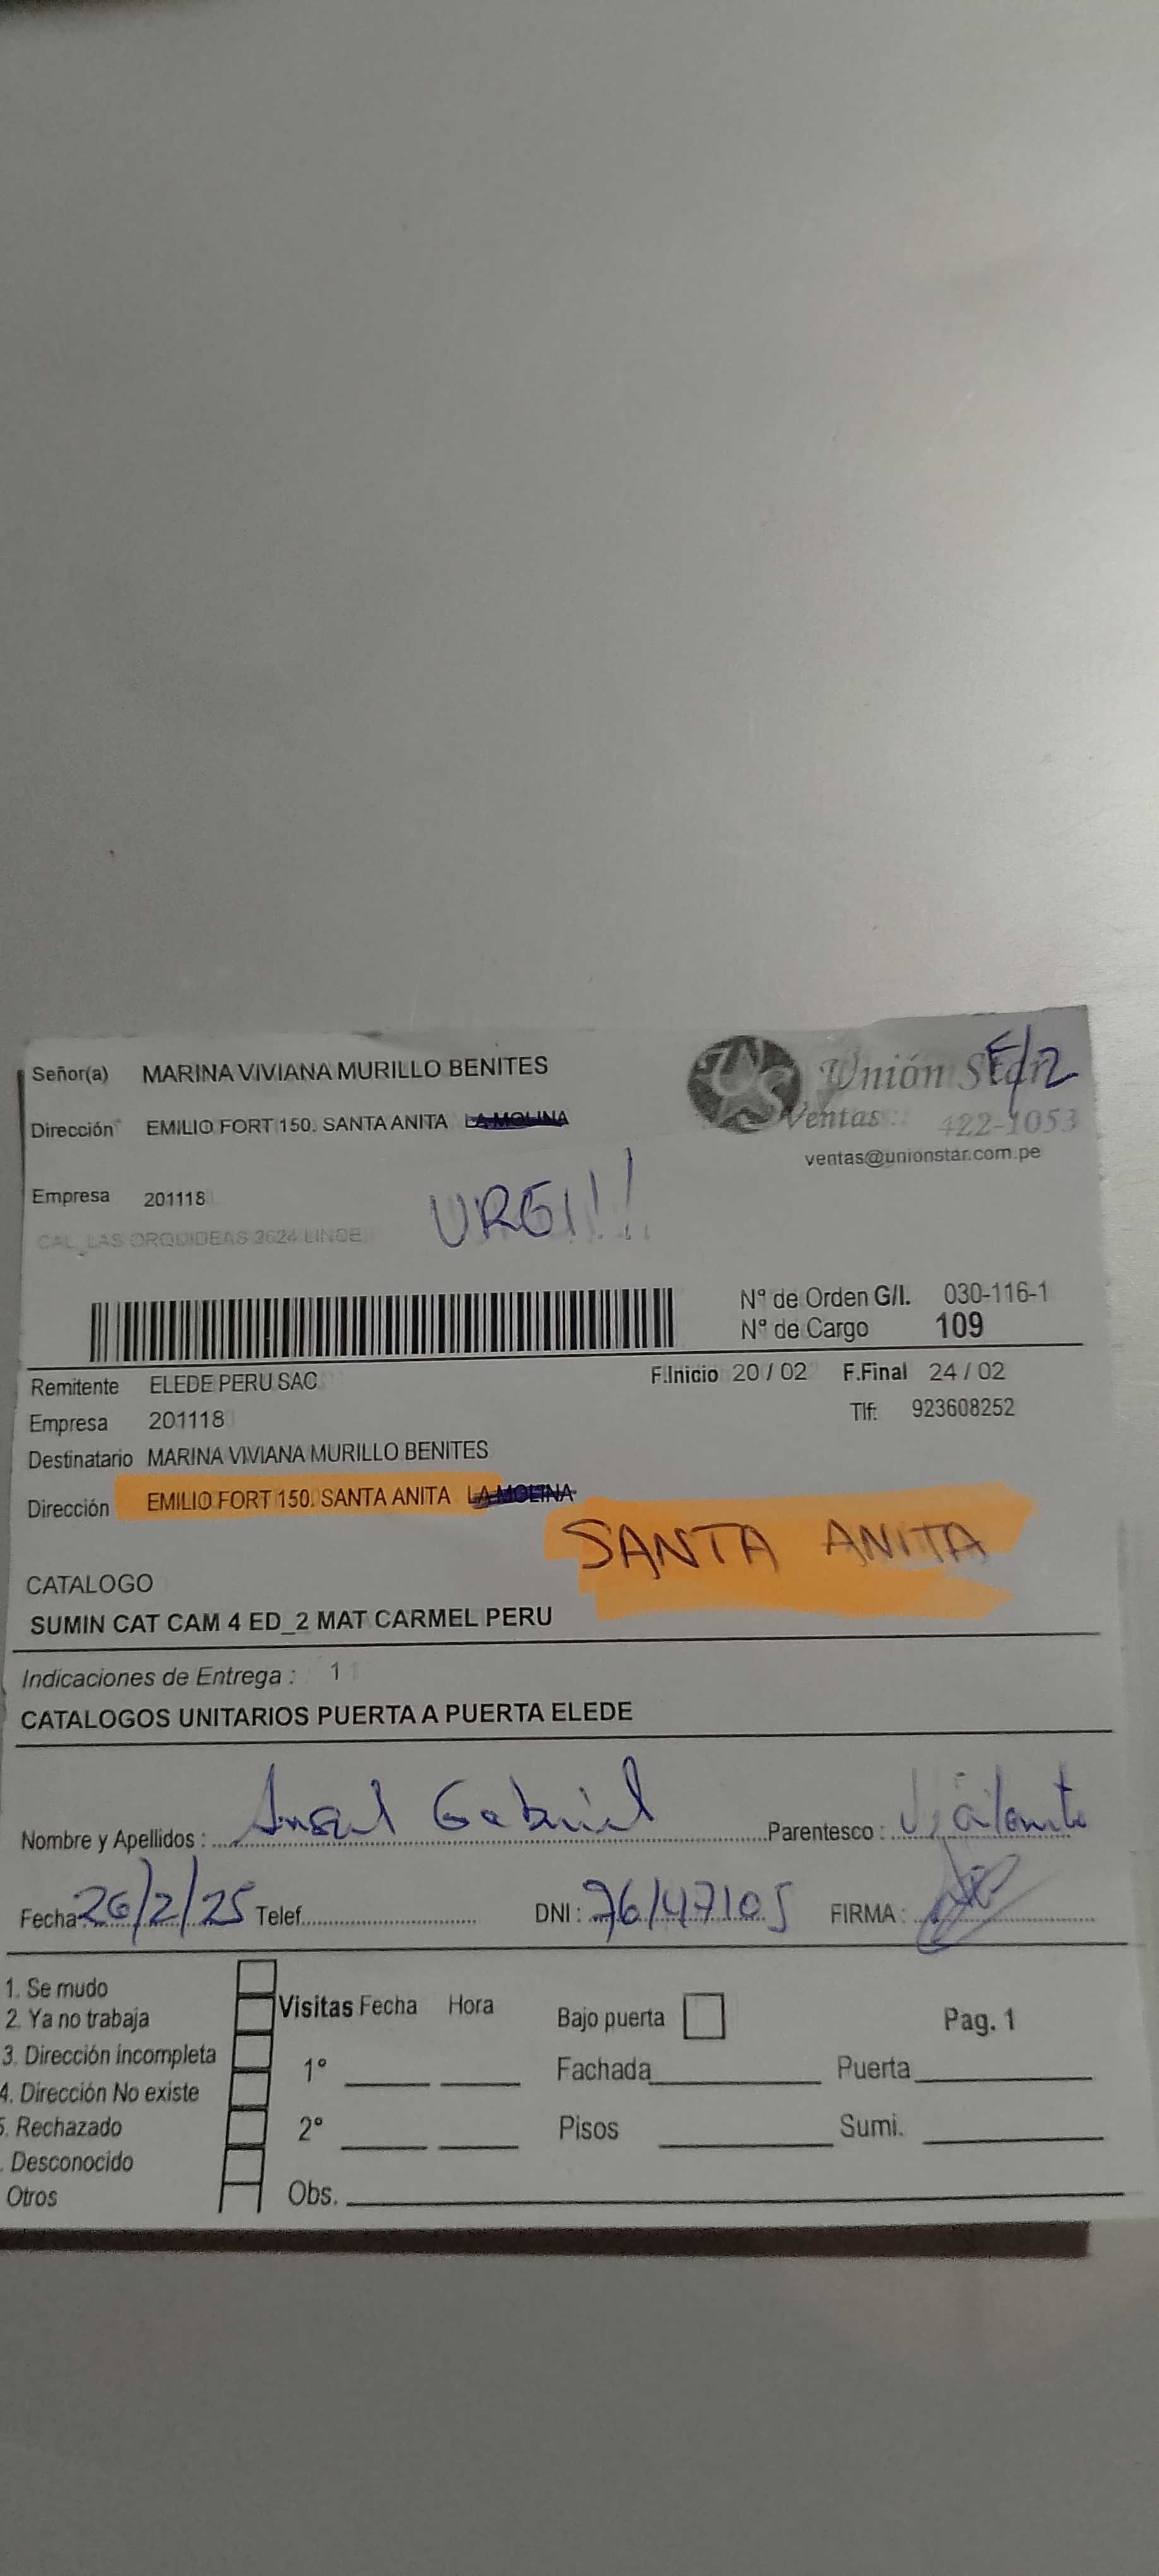 Señor(a) MARINA VIVIANA MURILLO BENITES
Unión Star
E/2
Dirección EMILIO FORT 150. SANTA ANITA LA MOLINA
Ventas: 422-1053
ventas@unionstar.com.pe
Empresa 201118
URG!!!
CAL_LAS ORQUIDEAS 2624 LINCE
Nº de Orden G/I. 030-116-1
Nº de Cargo 109
Remitente ELEDE PERU SAC
F.Inicio 20 / 02 F.Final 24 / 02
Empresa 201118
Tlf: 923608252
Destinatario MARINA VIVIANA MURILLO BENITES
Dirección EMILIO FORT 150. SANTA ANITA LA MOLINA
SANTA ANITA
CATALOGO
SUMIN CAT CAM 4 ED_2 MAT CARMEL PERU
Indicaciones de Entrega : 1
CATALOGOS UNITARIOS PUERTA A PUERTA ELEDE
Nombre y Apellidos : Angel Gabriel Parentesco : Vigilante
Fecha 26/2/25 Telef. DNI : 76147105 FIRMA :
1. Se mudo
2. Ya no trabaja
3. Dirección incompleta
4. Dirección No existe
5. Rechazado
. Desconocido
Otros
Visitas Fecha Hora
1°
2°
Obs.
Bajo puerta
Pag. 1
Fachada Puerta
Pisos Sumi.